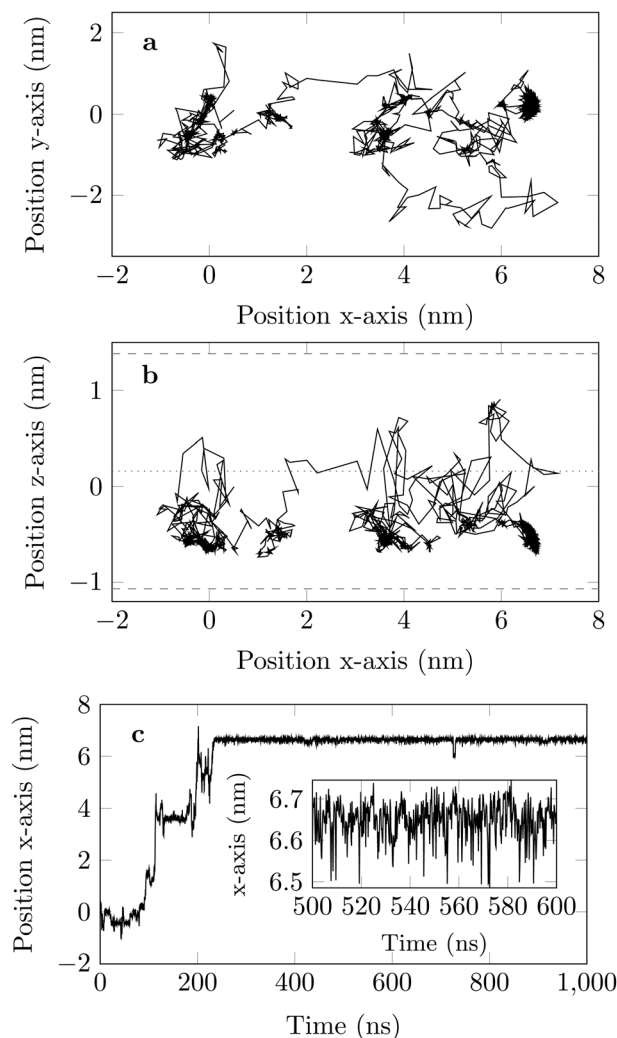 a
Position y-axis (nm)
2
0
−2
−2 0 2 4 6 8
Position x-axis (nm)
b
Position z-axis (nm)
1
0
−1
−2 0 2 4 6 8
Position x-axis (nm)
c
Position x-axis (nm)
8
6
4
2
0
−2
x-axis (nm)
6.7
6.6
6.5
500 520 540 560 580 600
Time (ns)
0 200 400 600 800 1,000
Time (ns)